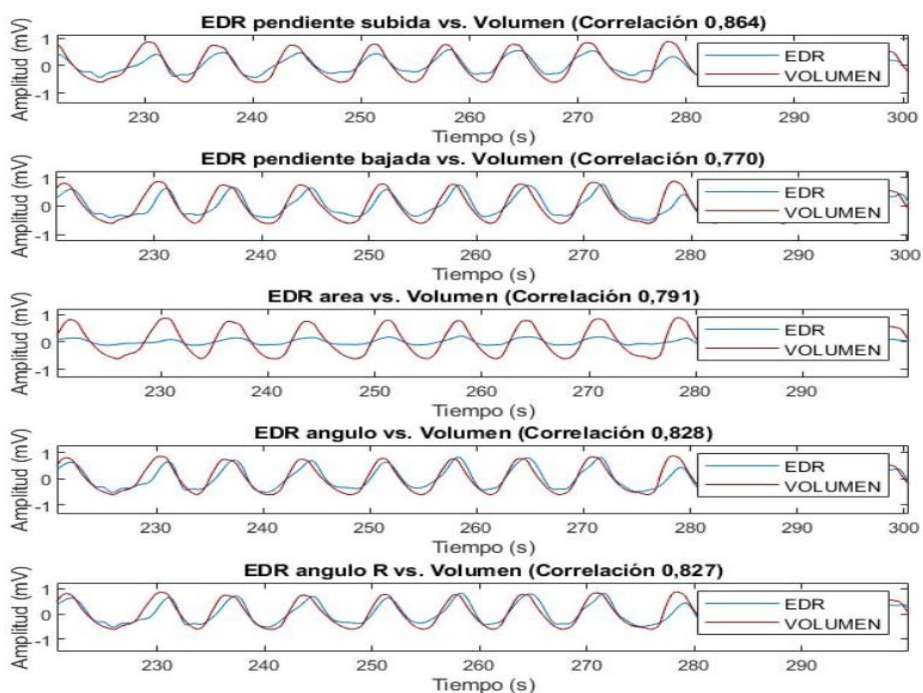 EDR pendiente subida vs. Volumen (Correlación 0,864)
Amplitud (mV)
1
0
-1
EDR
VOLUMEN
230 240 250 260 270 280 290 300
Tiempo (s)
EDR pendiente bajada vs. Volumen (Correlación 0,770)
Amplitud (mV)
1
0
-1
EDR
VOLUMEN
230 240 250 260 270 280 290 300
Tiempo (s)
EDR area vs. Volumen (Correlación 0,791)
Amplitud (mV)
1
0
-1
EDR
VOLUMEN
230 240 250 260 270 280 290
Tiempo (s)
EDR angulo vs. Volumen (Correlación 0,828)
Amplitud (mV)
1
0
-1
EDR
VOLUMEN
230 240 250 260 270 280 290 300
Tiempo (s)
EDR angulo R vs. Volumen (Correlación 0,827)
Amplitud (mV)
1
0
-1
EDR
VOLUMEN
230 240 250 260 270 280 290
Tiempo (s)